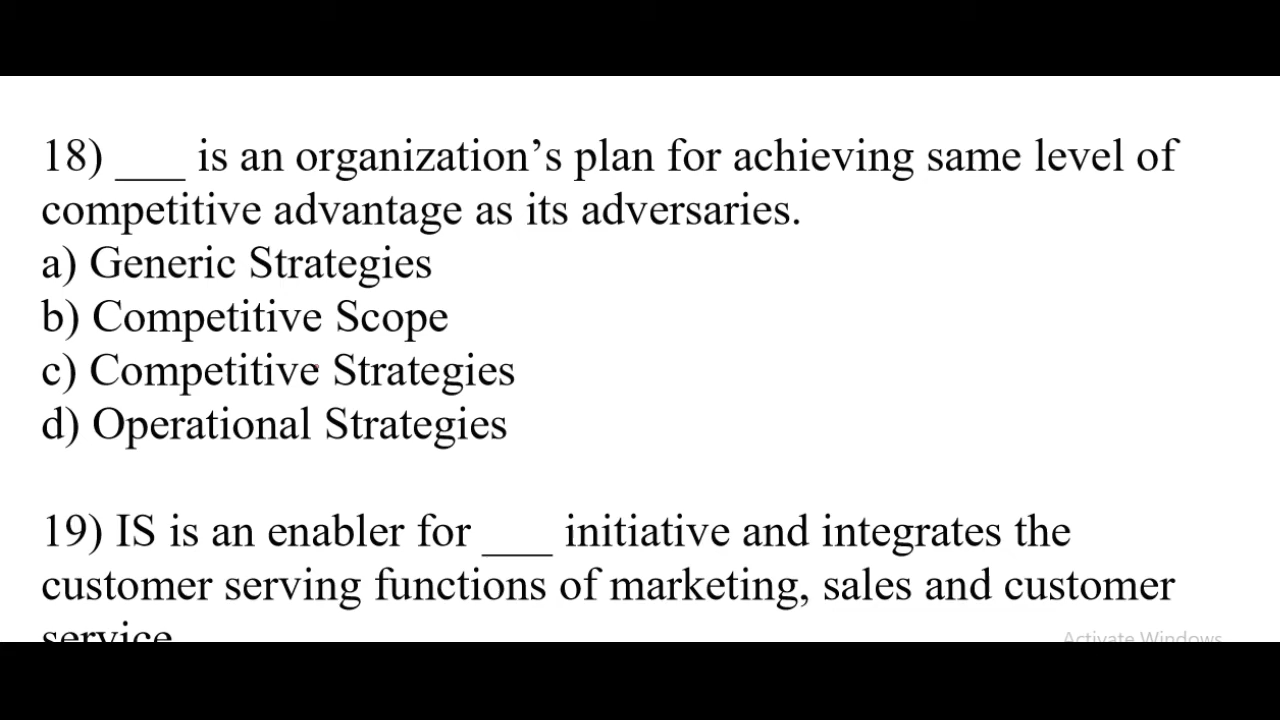 18) ___ is an organization’s plan for achieving same level of
competitive advantage as its adversaries.
a) Generic Strategies
b) Competitive Scope
c) Competitive Strategies
d) Operational Strategies
19) IS is an enabler for ___ initiative and integrates the
customer serving functions of marketing, sales and customer
service
Activate Windows